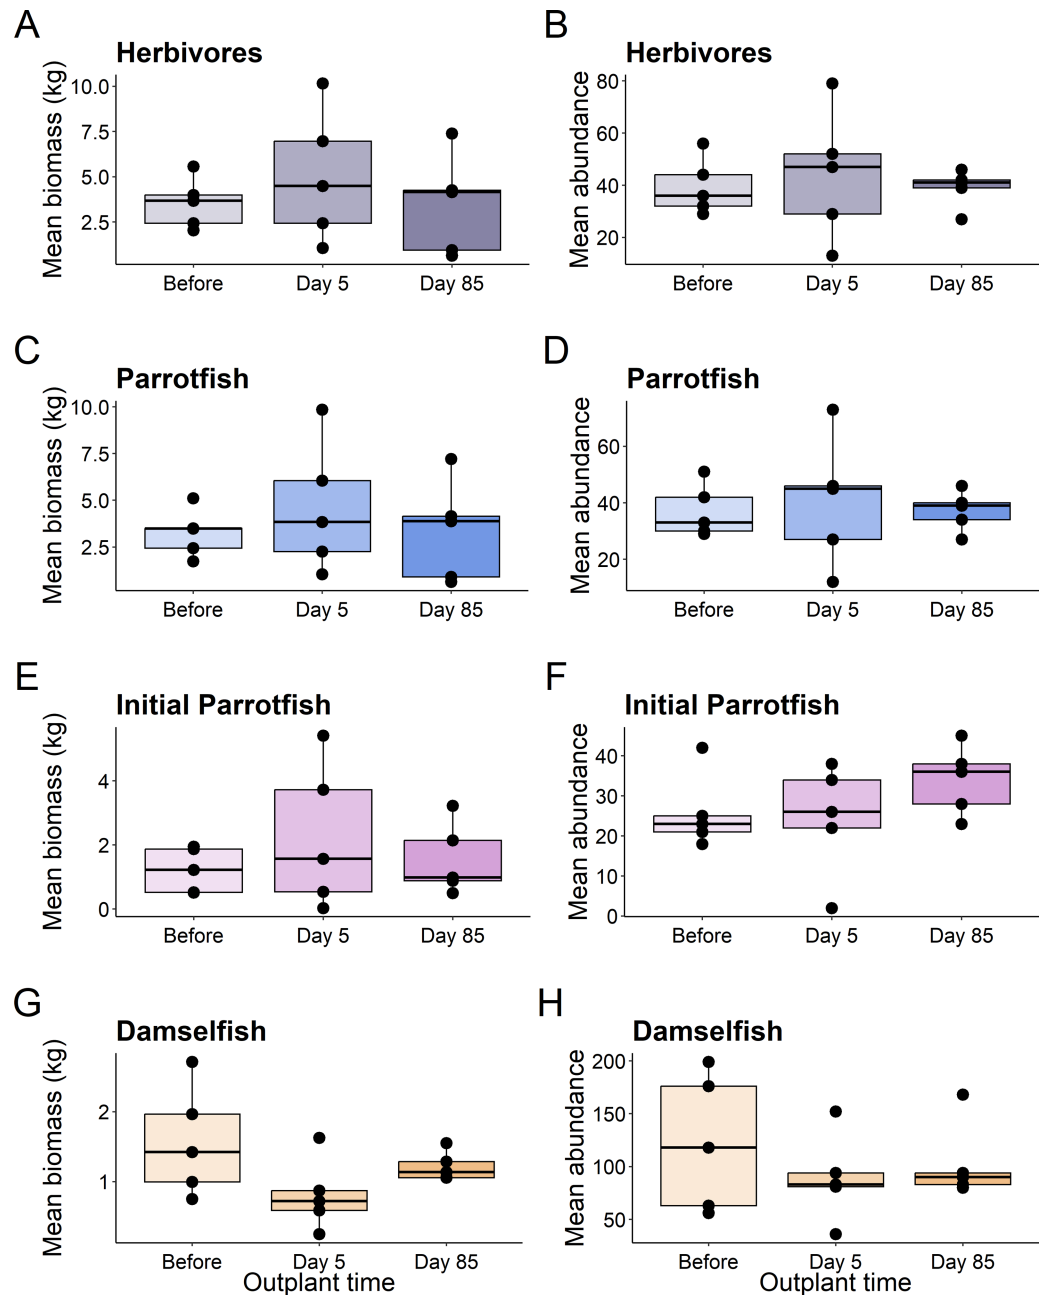 A
B
Herbivores
Herbivores
Mean biomass (kg)
10.0
7.5
5.0
2.5
Before Day 5 Day 85
Mean abundance
80
60
40
20
Before Day 5 Day 85
C
D
Parrotfish
Parrotfish
Mean biomass (kg)
10.0
7.5
5.0
2.5
Before Day 5 Day 85
Mean abundance
60
40
20
Before Day 5 Day 85
E
F
Initial Parrotfish
Initial Parrotfish
Mean biomass (kg)
4
2
0
Before Day 5 Day 85
Mean abundance
40
30
20
10
0
Before Day 5 Day 85
G
H
Damselfish
Damselfish
Mean biomass (kg)
2
1
Before Day 5 Day 85
Outplant time
Mean abundance
200
150
100
50
Before Day 5 Day 85
Outplant time